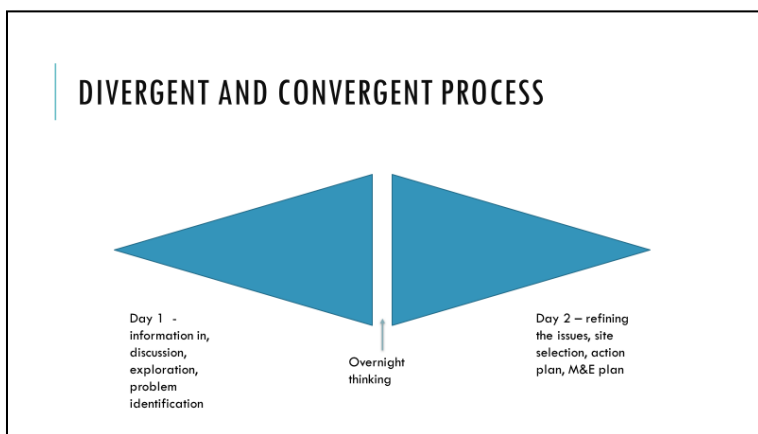 DIVERGENT AND CONVERGENT PROCESS
Day 1 -
information in,
discussion,
exploration,
problem
identification
Overnight
thinking
Day 2 – refining
the issues, site
selection, action
plan, M&E plan